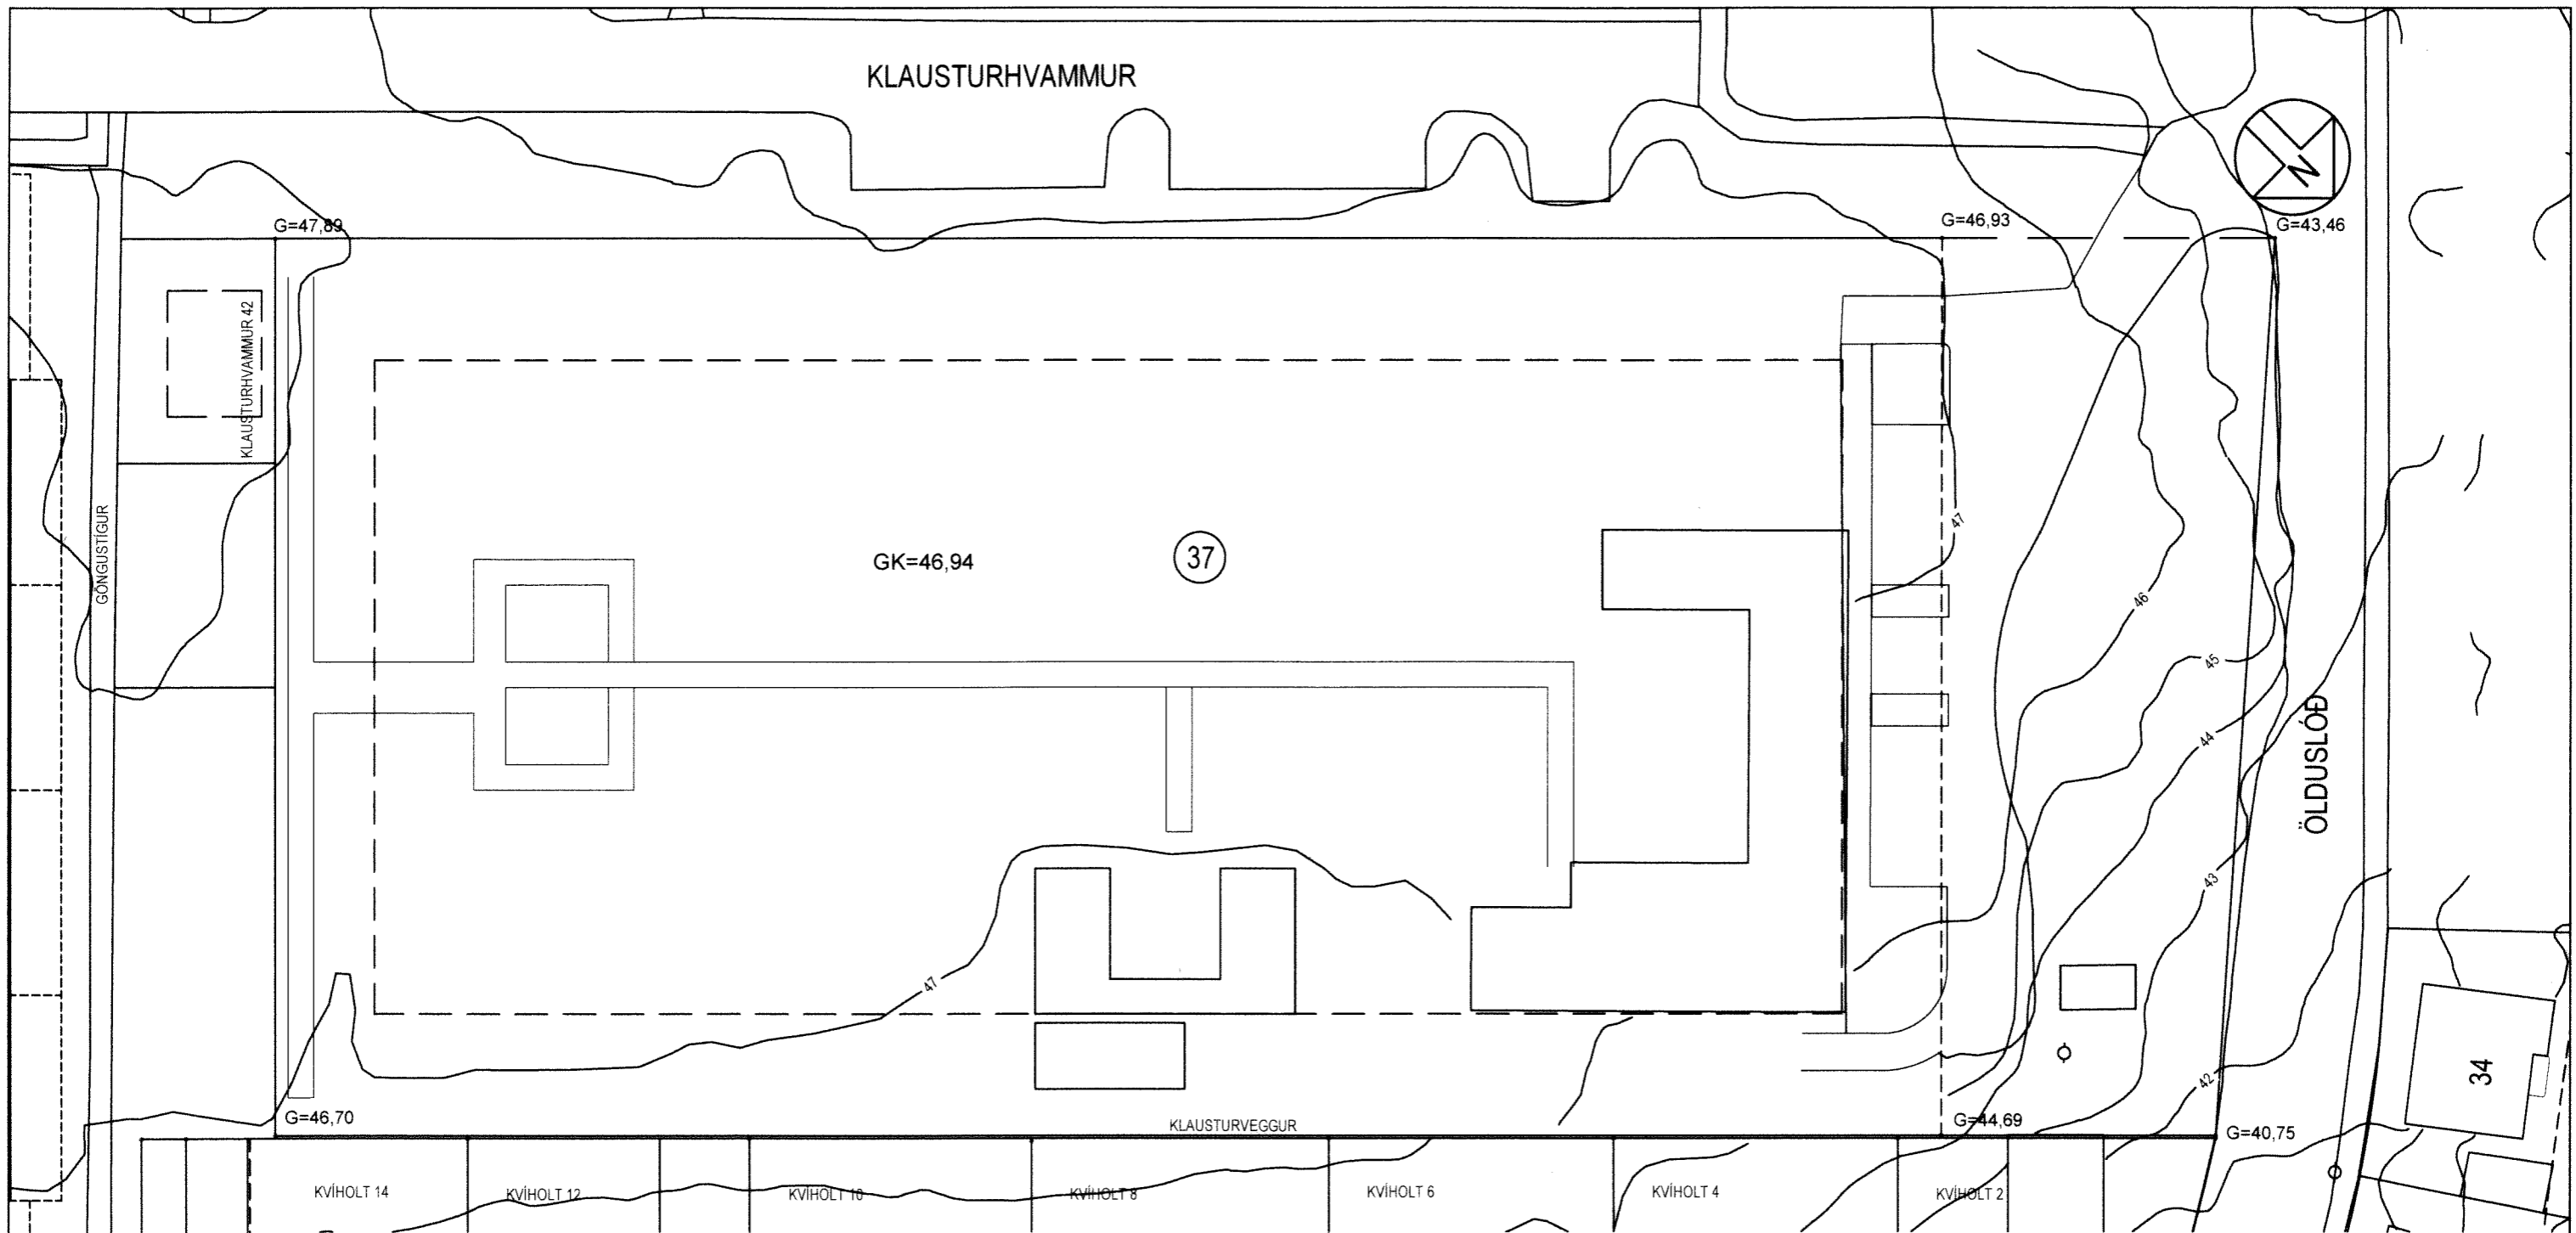 KLAUSTURHVAMMUR
N
G=47,89
G=46,93
G=43,46
KLAUSTURHVAMMUR 42
GÖNGUSTÍGUR
GK=46,94
37
47
46
45
44
43
42
47
ÖLDUSLÓÐ
34
G=46,70
KLAUSTURVEGGUR
G=44,69
G=40,75
KVÍHOLT 14
KVÍHOLT 12
KVÍHOLT 10
KVÍHOLT 8
KVÍHOLT 6
KVÍHOLT 4
KVÍHOLT 2